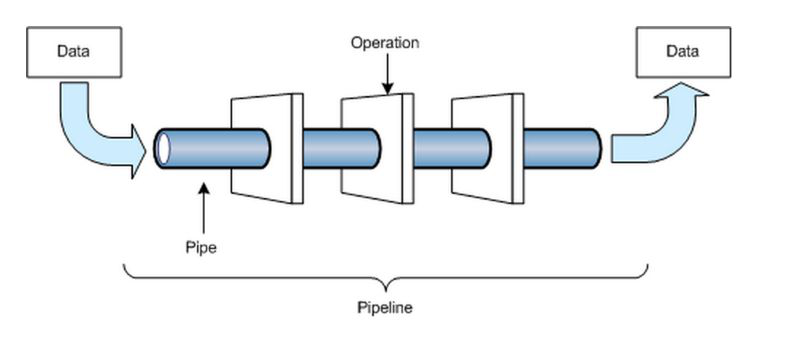 Data
Operation
Data
Pipe
Pipeline